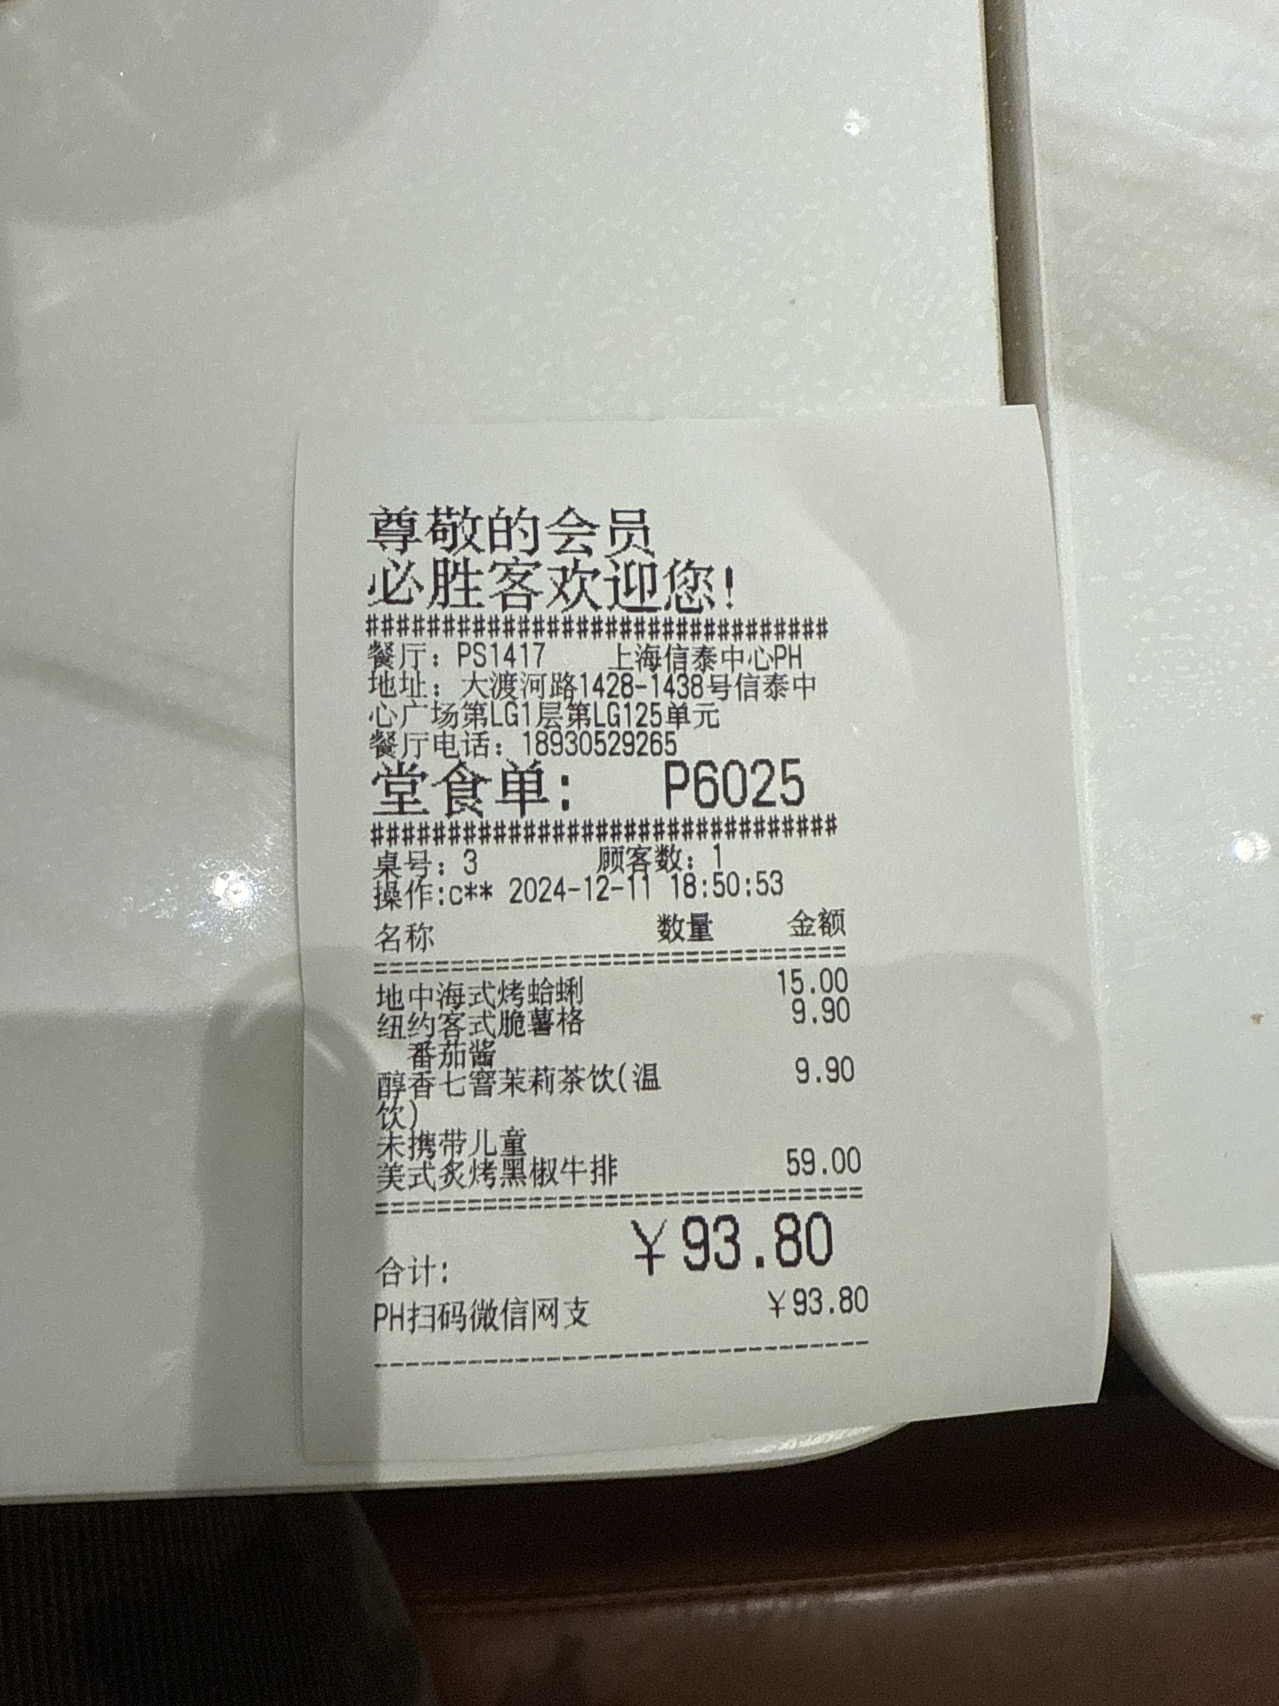 尊敬的会员
必胜客欢迎您!
###############################
餐厅: PS1417 上海信泰中心PH
地址: 大渡河路1428-1438号信泰中
心广场第LG1层第LG125单元
餐厅电话: 18930529265
堂食单: P6025
###############################
桌号: 3 顾客数: 1
操作:c** 2024-12-11 18:50:53
名称 数量 金额
================================
地中海式烤蛤蜊 15.00
纽约客式脆薯格 9.90
番茄酱
醇香七窨茉莉茶饮(温 9.90
饮)
未携带儿童
美式炙烤黑椒牛排 59.00
================================
合计: ￥93.80
PH扫码微信网支 ￥93.80
--------------------------------